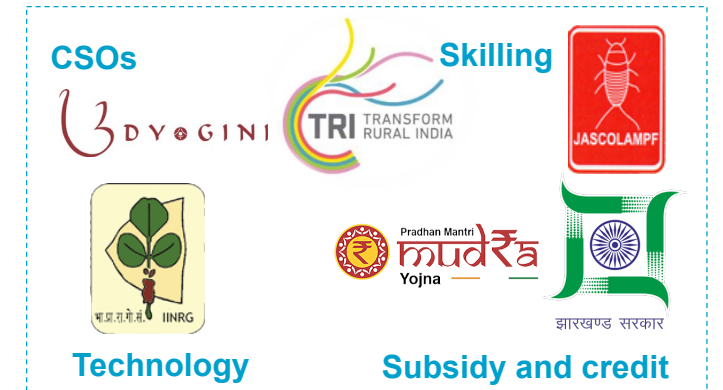 CSOs
Skilling
UDYOGINI
TRI TRANSFORM
RURAL INDIA
JASCOLAMPF
Pradhan Mantri
mudRa
Yojna
भा.प्रा.रा.गों.सं. IINRG
झारखण्ड सरकार
Technology
Subsidy and credit